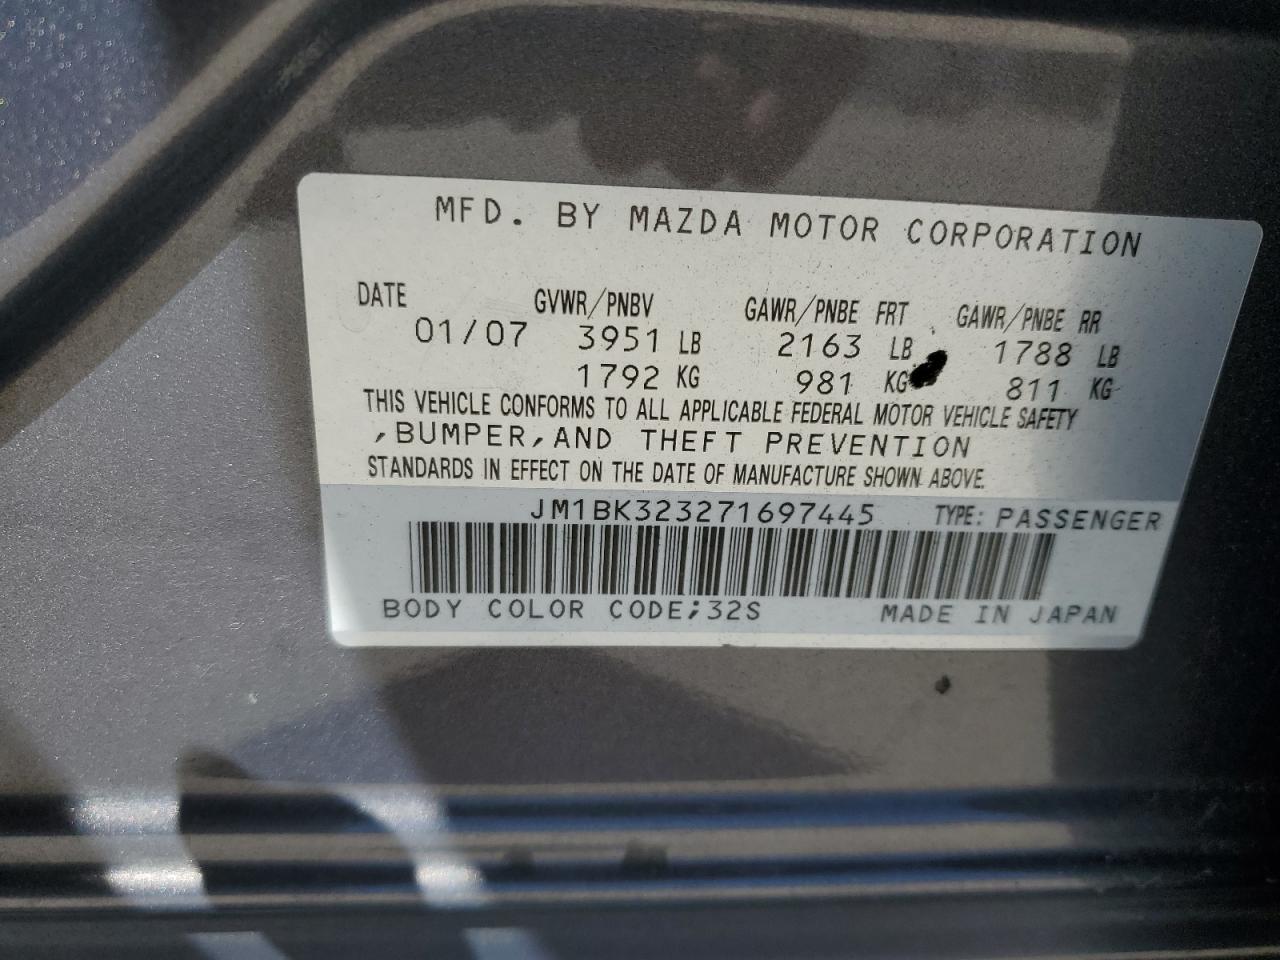 MFD. BY MAZDA MOTOR CORPORATION
DATE GVWR/PNBV GAWR/PNBE FRT GAWR/PNBE RR
01/07 3951 LB 2163 LB 1788 LB
1792 KG 981 KG 811 KG
THIS VEHICLE CONFORMS TO ALL APPLICABLE FEDERAL MOTOR VEHICLE SAFETY
,BUMPER,AND THEFT PREVENTION
STANDARDS IN EFFECT ON THE DATE OF MANUFACTURE SHOWN ABOVE.
JM1BK323271697445 TYPE: PASSENGER
BODY COLOR CODE;32S MADE IN JAPAN